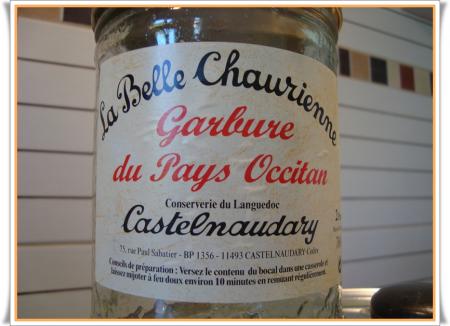 La Belle Chaurienne
Garbure
du Pays Occitan
Conserverie du Languedoc
Castelnaudary
75, rue Paul Sabatier - BP 1356 - 11493 CASTELNAUDARY Cedex
Conseils de préparation : Versez le contenu du bocal dans une casserole et
laissez mijoter à feu doux environ 10 minutes en remuant régulièrement.